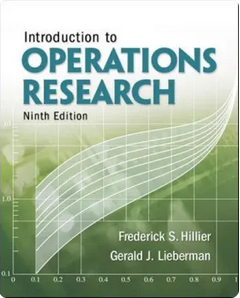 Introduction to
OPERATIONS
RESEARCH
Ninth Edition
1.0
Frederick S. Hillier
Gerald J. Lieberman
0.1
0 0.1 0.2 0.3 0.4 0.5 0.6 0.7 0.8 0.9 1